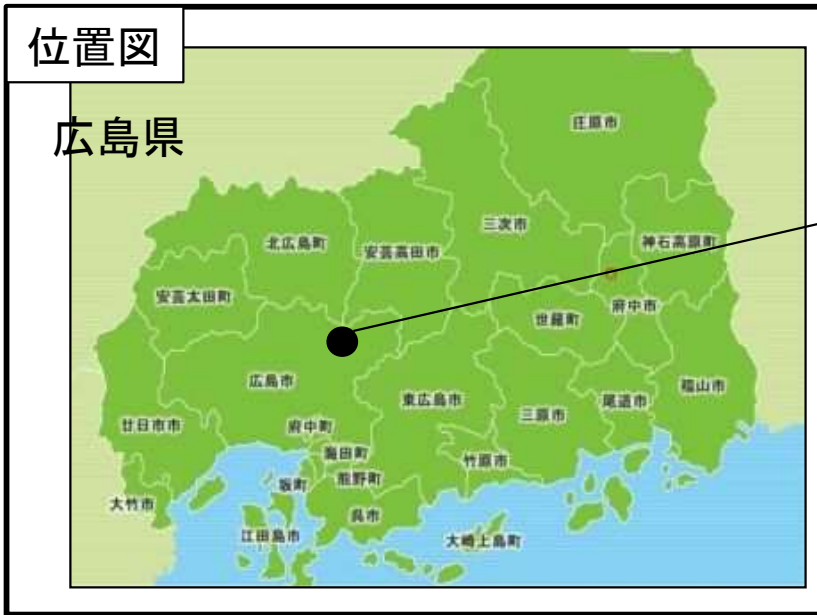 位置図
広島県
庄原市
三次市
神石高原町
北広島町
安芸高田市
安芸太田町
世羅町
府中市
広島市
東広島市
三原市
尾道市
福山市
廿日市市
府中町
海田町
熊野町
竹原市
坂町
大竹市
呉市
江田島市
大崎上島町